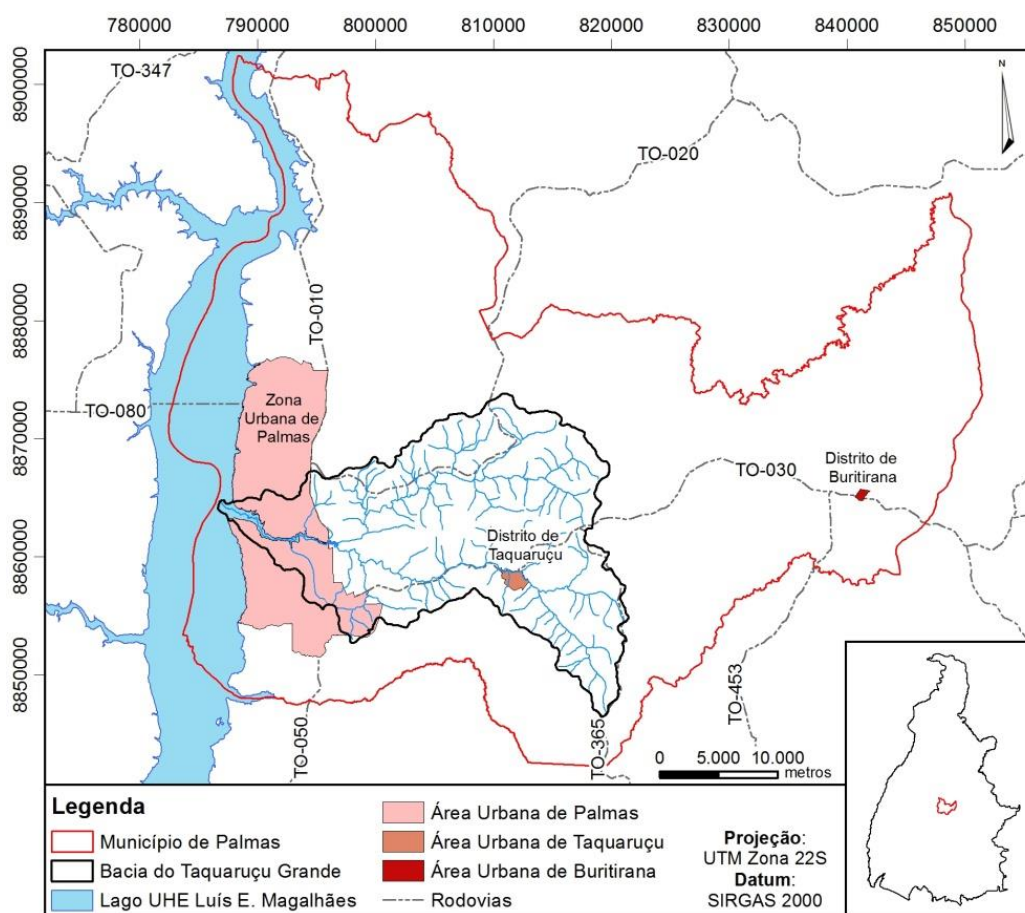 780000 790000 800000 810000 820000 830000 840000 850000
8900000
8890000
8880000
8870000
8860000
8850000
TO-347
N
TO-020
TO-010
Zona
Urbana de
Palmas
TO-080
TO-030
Distrito de
Buritirana
Distrito de
Taquaruçu
TO-050
TO-365
TO-453
0 5.000 10.000
metros
Legenda
Município de Palmas
Bacia do Taquaruçu Grande
Lago UHE Luís E. Magalhães
Área Urbana de Palmas
Área Urbana de Taquaruçu
Área Urbana de Buritirana
Rodovias
Projeção:
UTM Zona 22S
Datum:
SIRGAS 2000